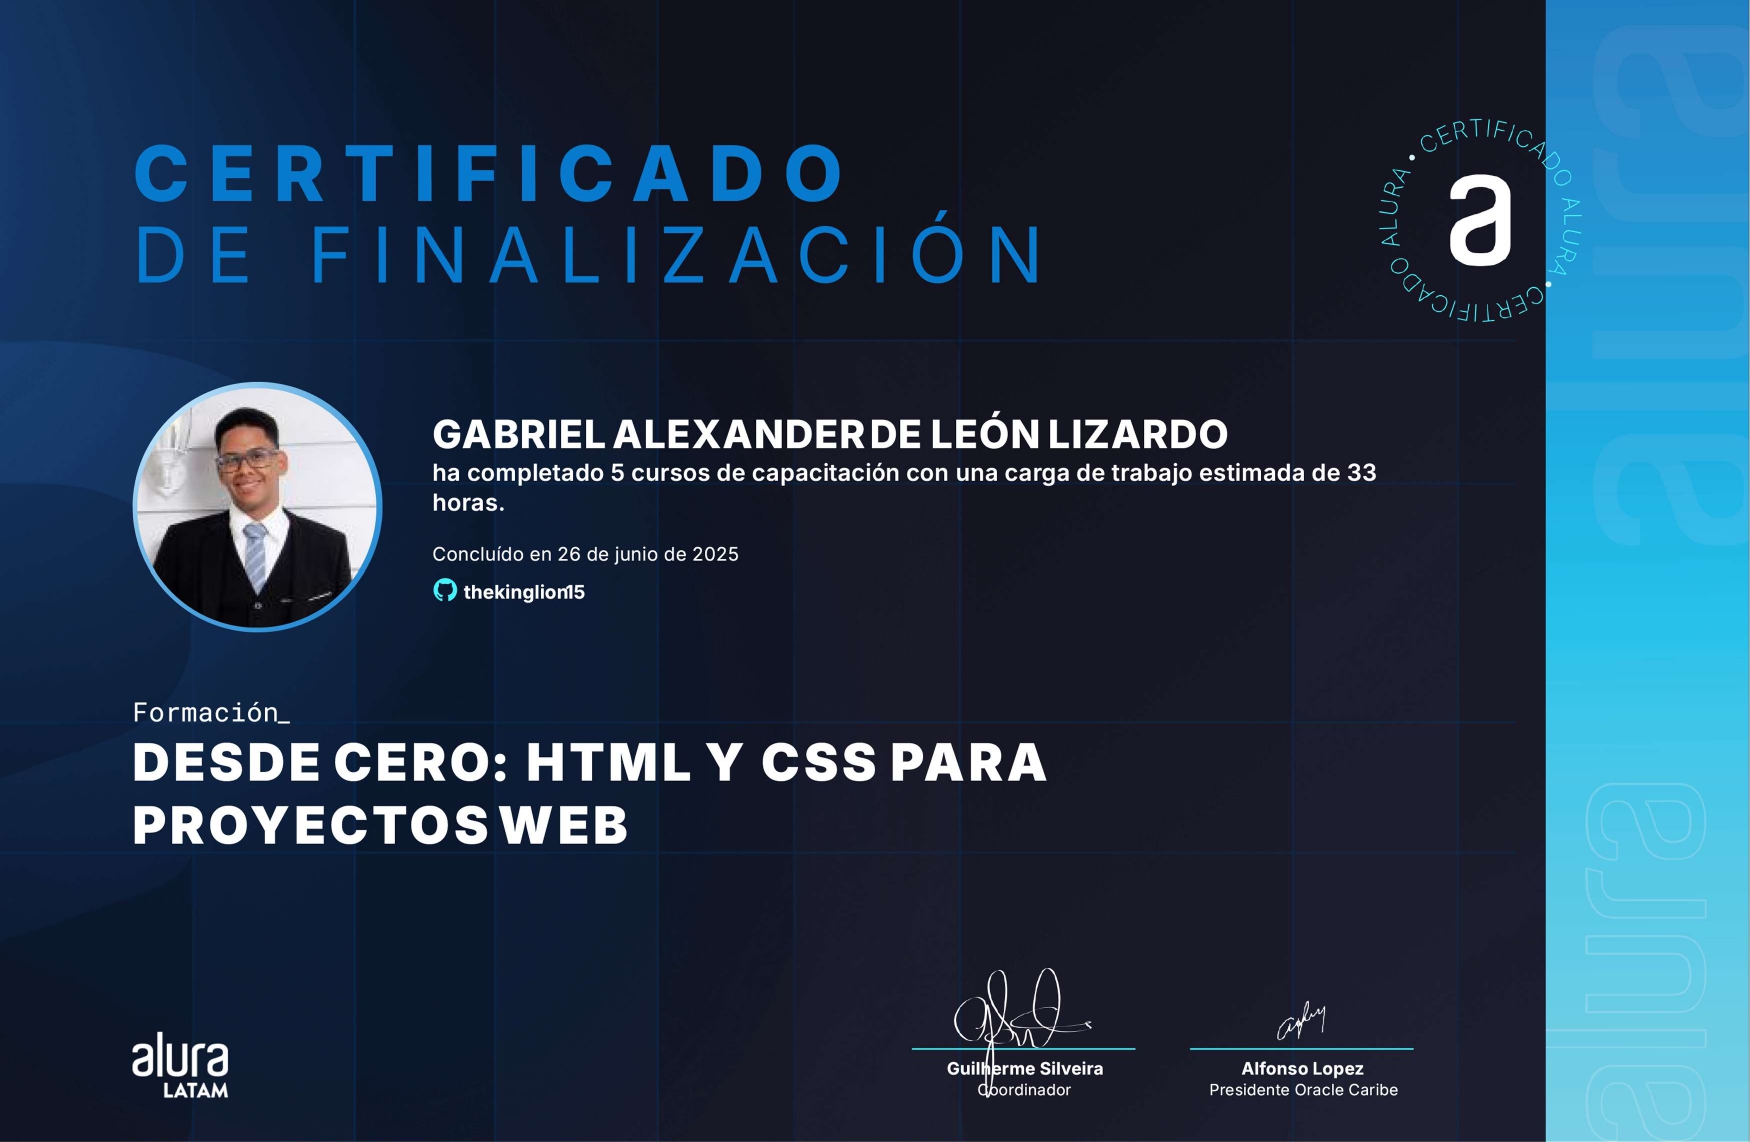 CERTIFICADO
DE FINALIZACIÓN
CERTIFICADO ALURA • CERTIFICADO ALURA •
a
GABRIEL ALEXANDER DE LEÓN LIZARDO
ha completado 5 cursos de capacitación con una carga de trabajo estimada de 33
horas.
Concluído en 26 de junio de 2025
thekinglion15
Formación_
DESDE CERO: HTML Y CSS PARA
PROYECTOS WEB
alura
LATAM
Guilherme Silveira
Coordinador
Alfonso Lopez
Presidente Oracle Caribe
alura
alura
a